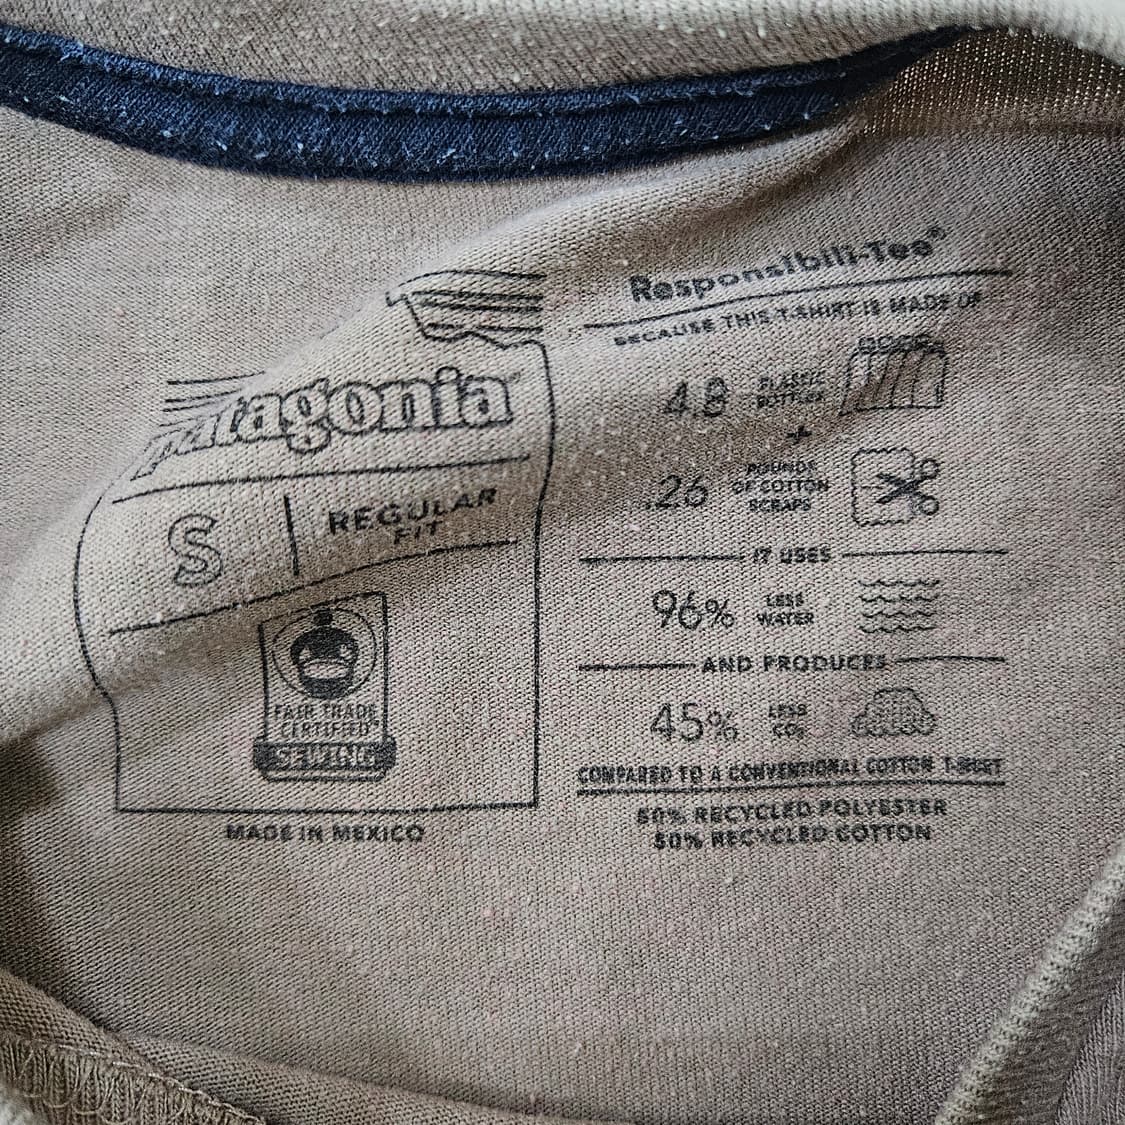 patagonia
S
REGULAR
FIT
FAIR TRADE
CERTIFIED
SEWING
MADE IN MEXICO
Responsibili-Tee®
BECAUSE THIS T-SHIRT IS MADE OF
4.8 PLASTIC
BOTTLES
+
.26 POUNDS
OF COTTON
SCRAPS
IT USES
96% LESS
WATER
AND PRODUCES
45% LESS
CO₂
COMPARED TO A CONVENTIONAL COTTON T-SHIRT
50% RECYCLED POLYESTER
50% RECYCLED COTTON